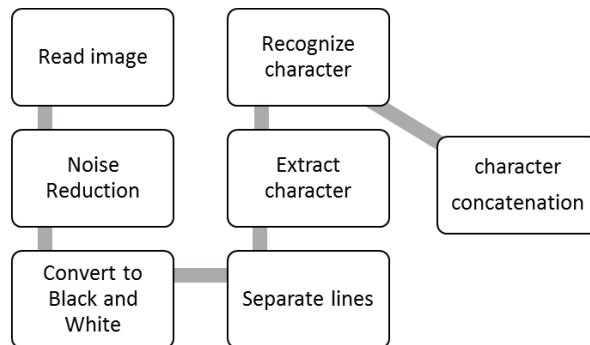 Read image
Noise
Reduction
Convert to
Black and
White
Separate lines
Extract
character
Recognize
character
character
concatenation